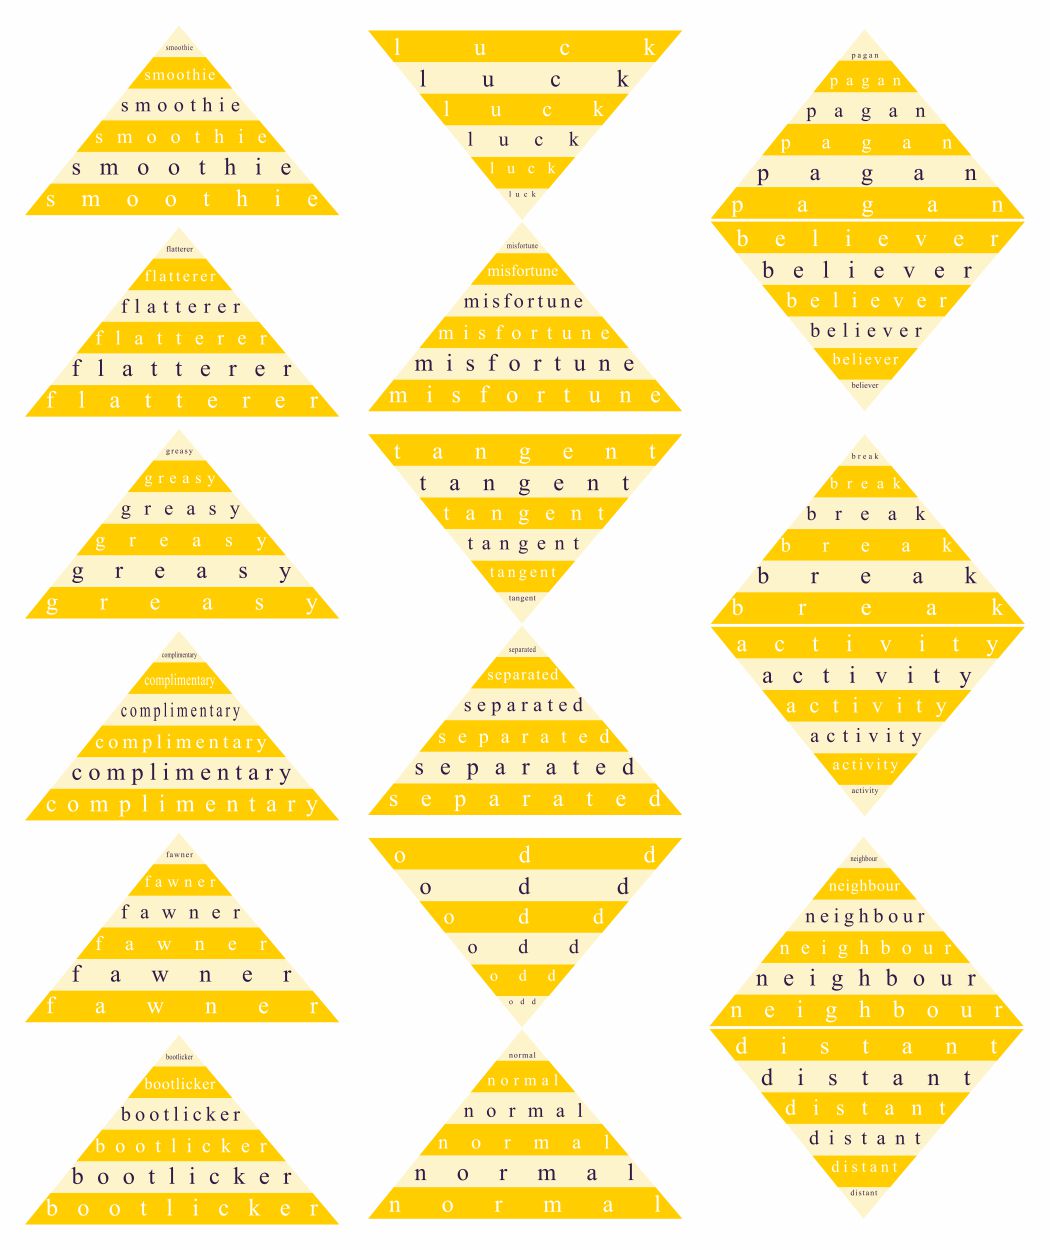 smoothie
smoothie
smoothie
smoothie
smoothie
smoothie
flatterer
flatterer
flatterer
flatterer
flatterer
flatterer
greasy
greasy
greasy
greasy
greasy
greasy
complimentary
complimentary
complimentary
complimentary
complimentary
complimentary
fawner
fawner
fawner
fawner
fawner
fawner
bootlicker
bootlicker
bootlicker
bootlicker
bootlicker
bootlicker
luck
luck
luck
luck
luck
luck
misfortune
misfortune
misfortune
misfortune
misfortune
misfortune
tangent
tangent
tangent
tangent
tangent
tangent
separated
separated
separated
separated
separated
separated
odd
odd
odd
odd
odd
odd
normal
normal
normal
normal
normal
normal
pagan
pagan
pagan
pagan
pagan
pagan
believer
believer
believer
believer
believer
believer
break
break
break
break
break
break
activity
activity
activity
activity
activity
activity
neighbour
neighbour
neighbour
neighbour
neighbour
neighbour
distant
distant
distant
distant
distant
distant